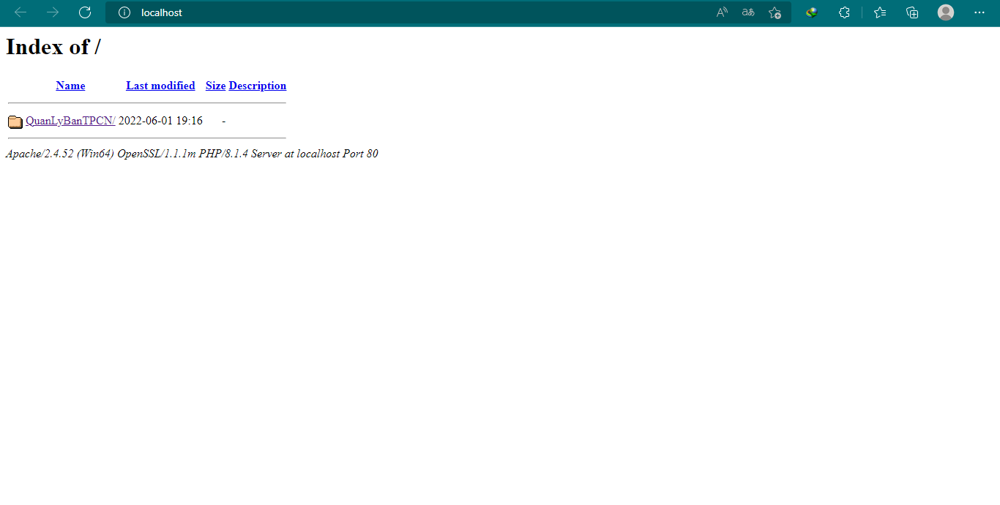 localhost
Index of /
Name Last modified Size Description
QuanLyBanTPCN/ 2022-06-01 19:16 -
Apache/2.4.52 (Win64) OpenSSL/1.1.1m PHP/8.1.4 Server at localhost Port 80